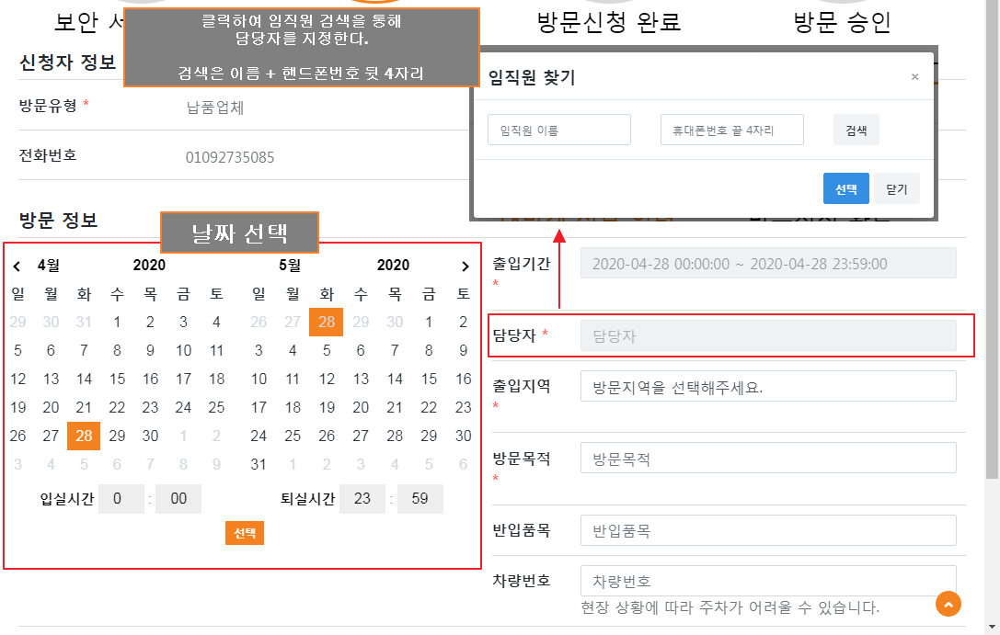 보안 서
클릭하여 임직원 검색을 통해
담당자를 지정한다.
검색은 이름 + 핸드폰번호 뒷 4자리
방문신청 완료
방문 승인
신청자 정보
방문유형 *
납품업체
전화번호
01092735085
임직원 찾기
×
임직원 이름
휴대폰번호 끝 4자리
검색
선택
닫기
방문 정보
날짜 선택
4월 2020
일 월 화 수 목 금 토
29 30 31 1 2 3 4
5 6 7 8 9 10 11
12 13 14 15 16 17 18
19 20 21 22 23 24 25
26 27 28 29 30 1 2
3 4 5 6 7 8 9
5월 2020
일 월 화 수 목 금 토
26 27 28 29 30 1 2
3 4 5 6 7 8 9
10 11 12 13 14 15 16
17 18 19 20 21 22 23
24 25 26 27 28 29 30
31 1 2 3 4 5 6
입실시간 0 : 00
퇴실시간 23 : 59
선택
출입기간
*
2020-04-28 00:00:00 ~ 2020-04-28 23:59:00
담당자 *
담당자
출입지역
*
방문지역을 선택해주세요.
방문목적
*
방문목적
반입품목
반입품목
차량번호
차량번호
현장 상황에 따라 주차가 어려울 수 있습니다.